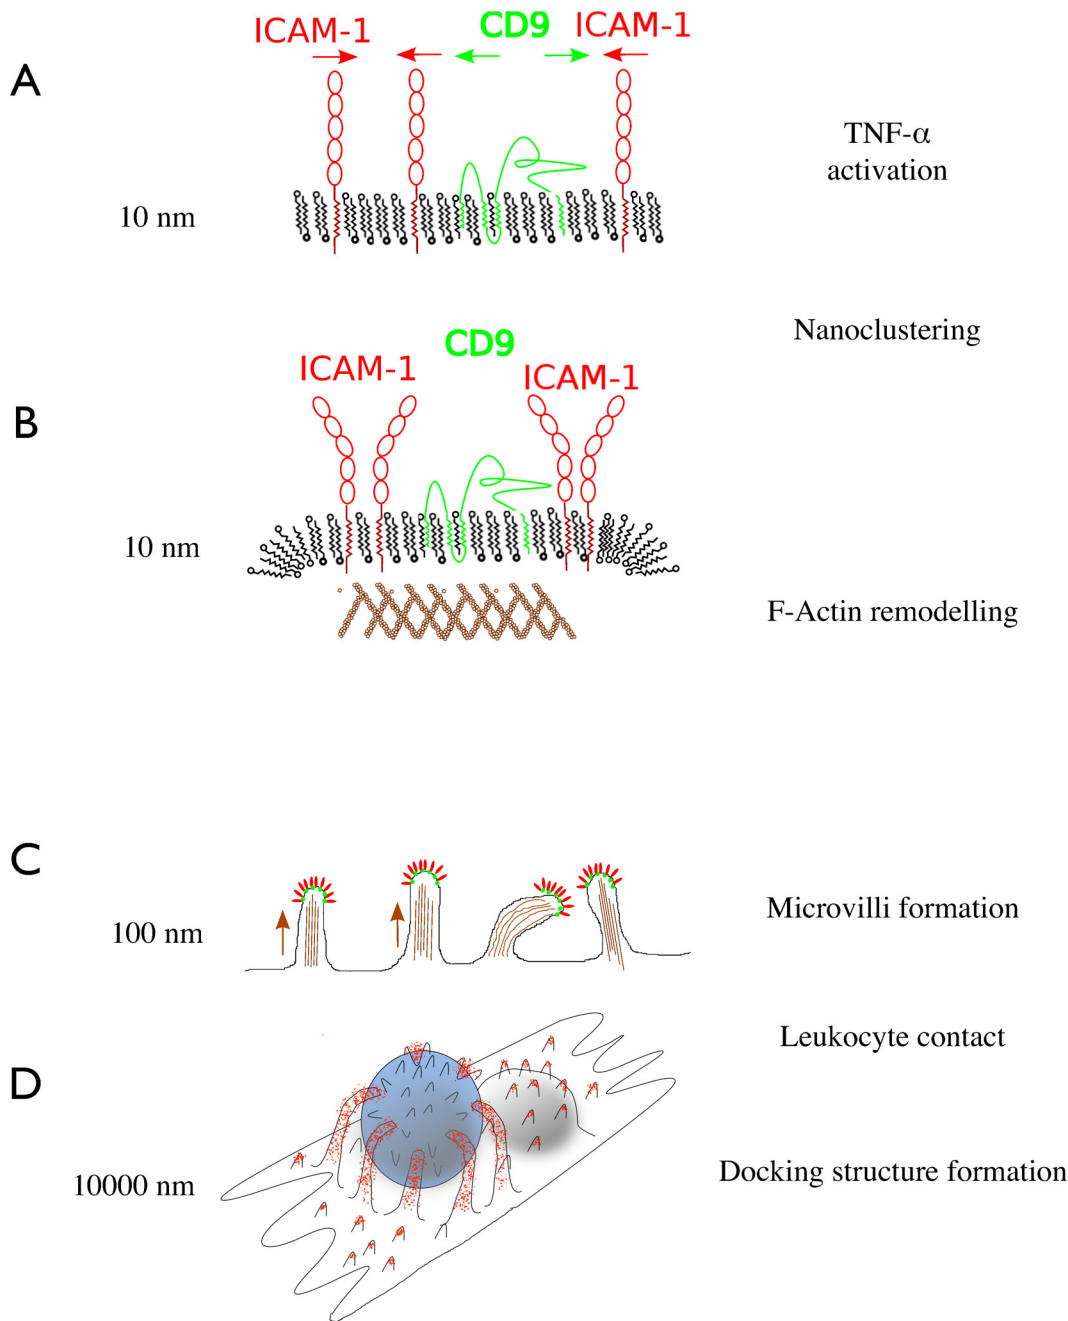 ICAM-1 CD9 ICAM-1
A
TNF-α
activation
10 nm
Nanoclustering
CD9
ICAM-1 ICAM-1
B
10 nm
F-Actin remodelling
C
Microvilli formation
100 nm
Leukocyte contact
D
Docking structure formation
10000 nm